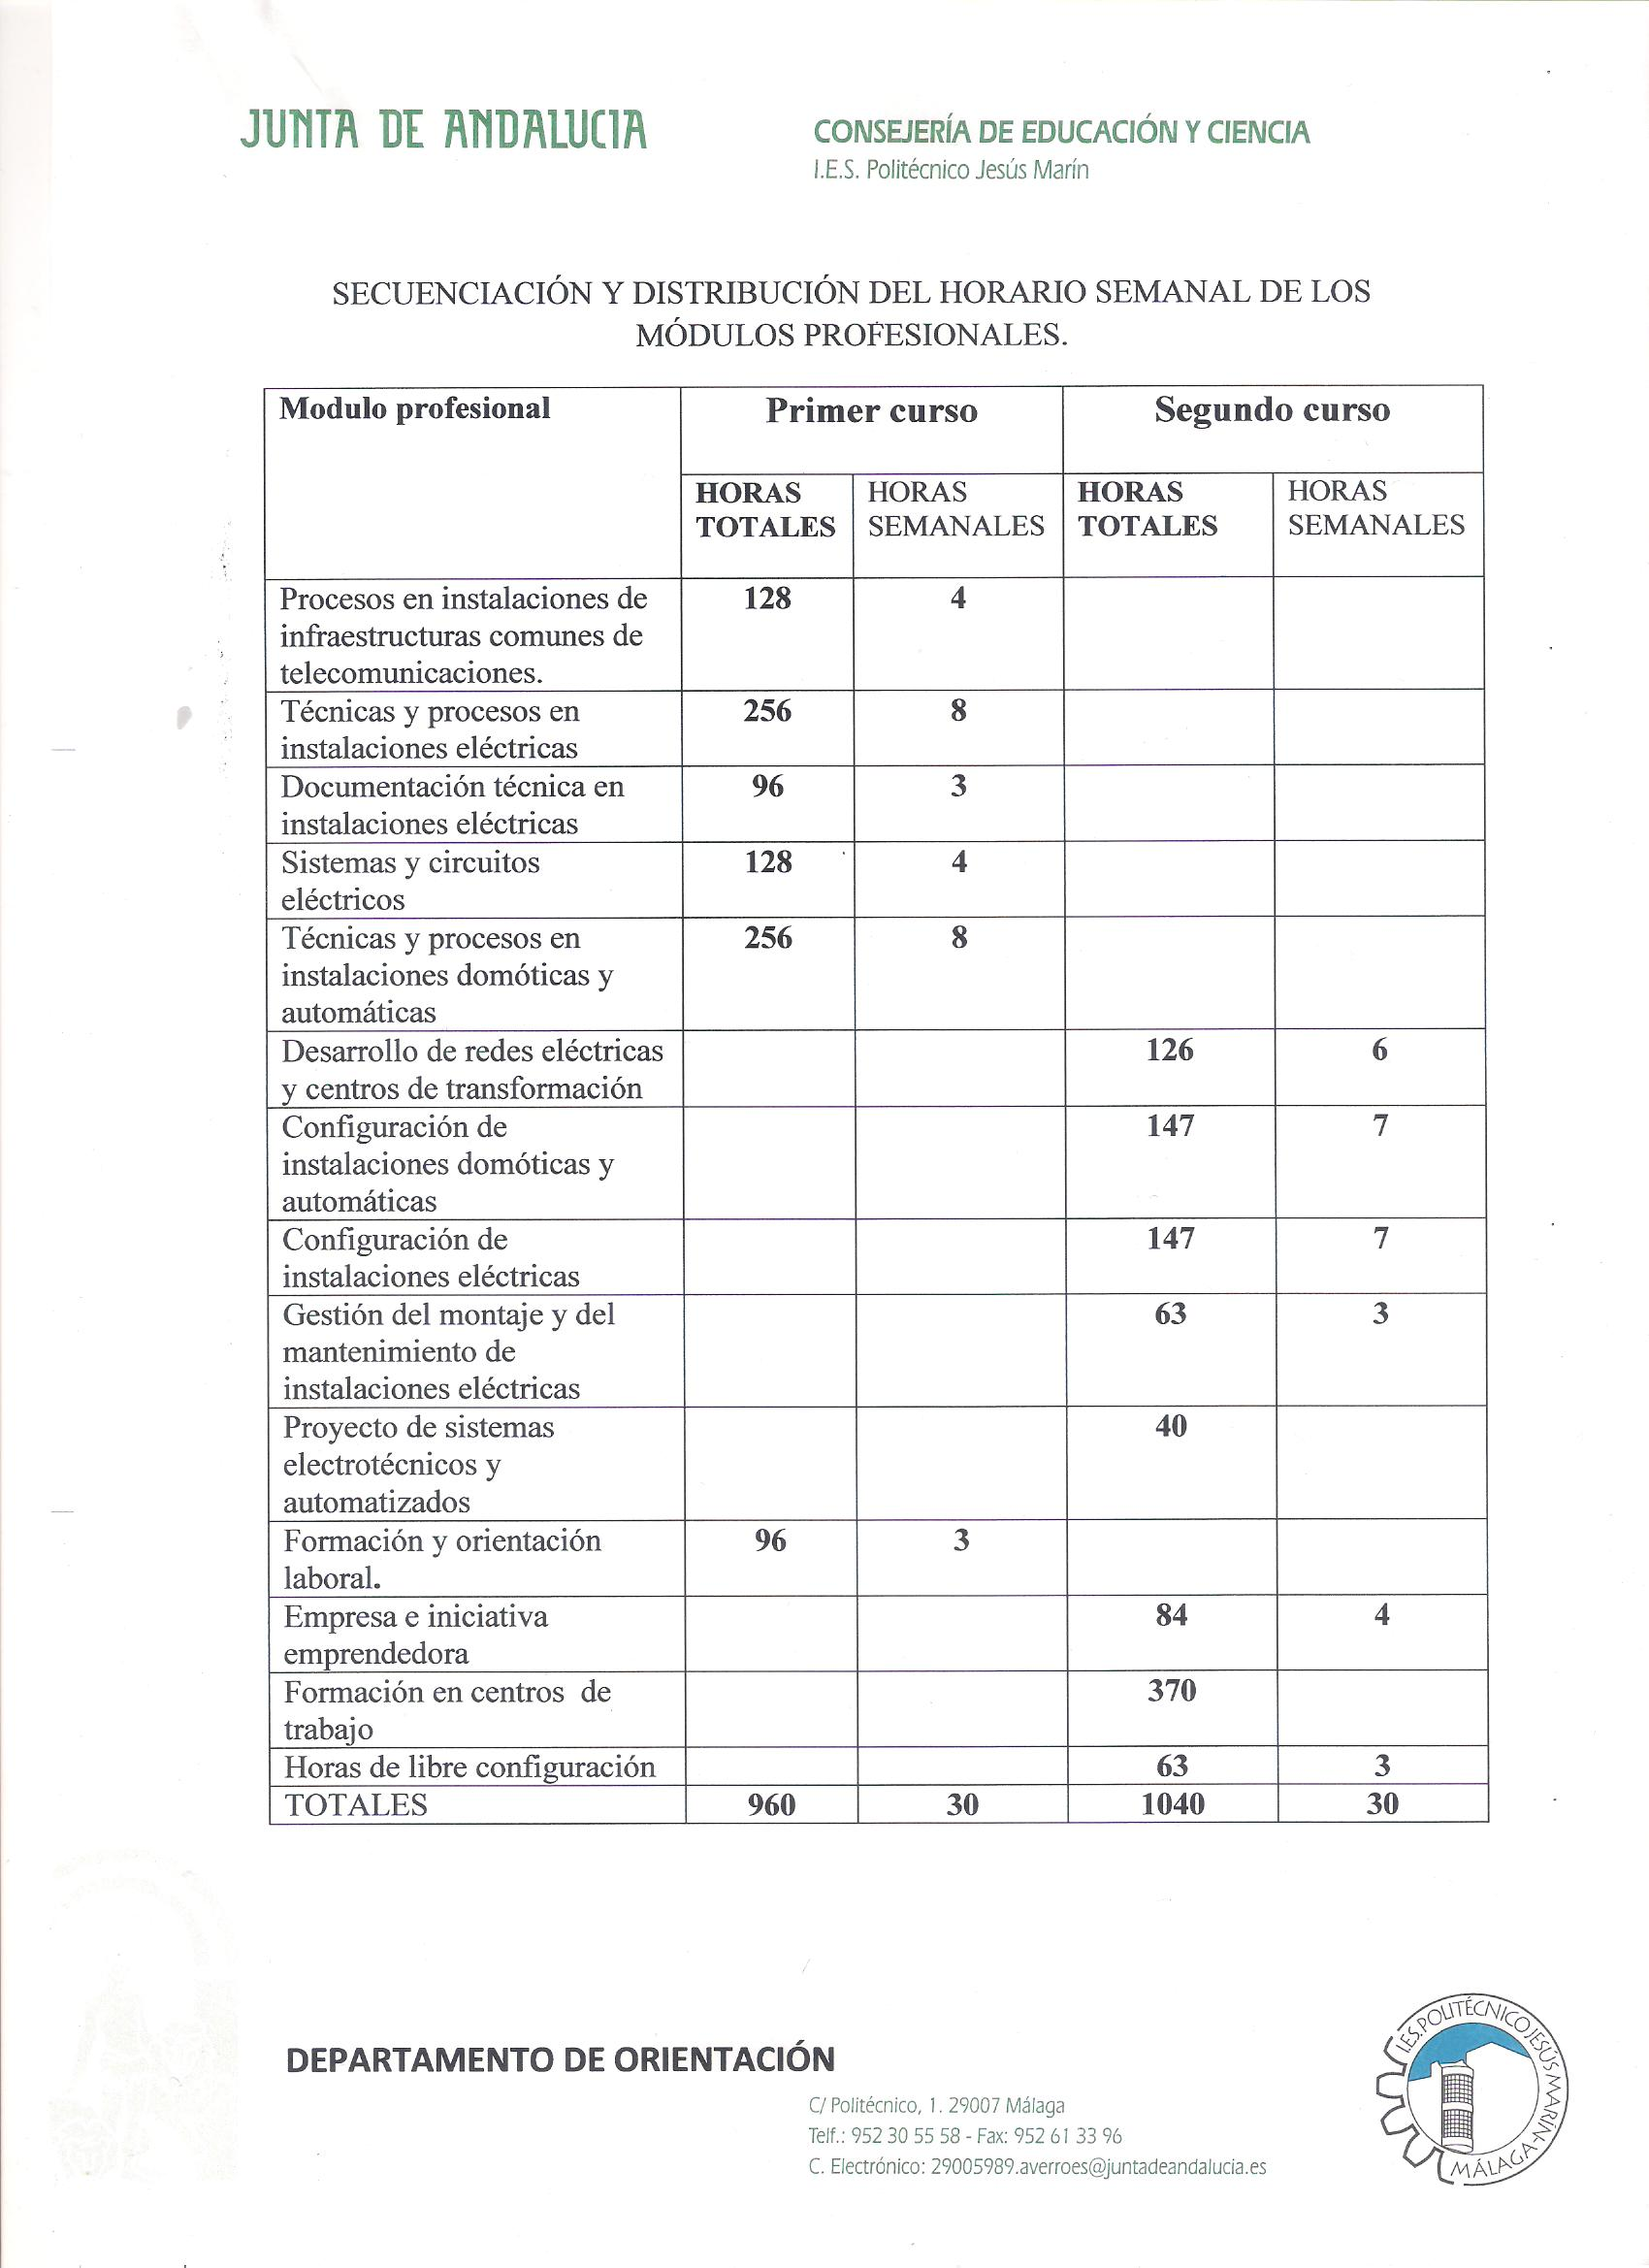 JUNTA DE ANDALUCIA
CONSEJERÍA DE EDUCACIÓN Y CIENCIA
I.E.S. Politécnico Jesús Marín
SECUENCIACIÓN Y DISTRIBUCIÓN DEL HORARIO SEMANAL DE LOS
MÓDULOS PROFESIONALES.
Modulo profesional Primer curso Segundo curso
HORAS HORAS HORAS HORAS
TOTALES SEMANALES TOTALES SEMANALES
Procesos en instalaciones de 128 4
infraestructuras comunes de
telecomunicaciones.
Técnicas y procesos en 256 8
instalaciones eléctricas
Documentación técnica en 96 3
instalaciones eléctricas
Sistemas y circuitos 128 4
eléctricos
Técnicas y procesos en 256 8
instalaciones domóticas y
automáticas
Desarrollo de redes eléctricas 126 6
y centros de transformación
Configuración de 147 7
instalaciones domóticas y
automáticas
Configuración de 147 7
instalaciones eléctricas
Gestión del montaje y del 63 3
mantenimiento de
instalaciones eléctricas
Proyecto de sistemas 40
electrotécnicos y
automatizados
Formación y orientación 96 3
laboral.
Empresa e iniciativa 84 4
emprendedora
Formación en centros de 370
trabajo
Horas de libre configuración 63 3
TOTALES 960 30 1040 30
DEPARTAMENTO DE ORIENTACIÓN
C/ Politécnico, 1. 29007 Málaga
Telf.: 952 30 55 58 - Fax: 952 61 33 96
C. Electrónico: 29005989.averroes@juntadeandalucia.es
I.E.S. POLITÉCNICO JESÚS MARÍN - MÁLAGA